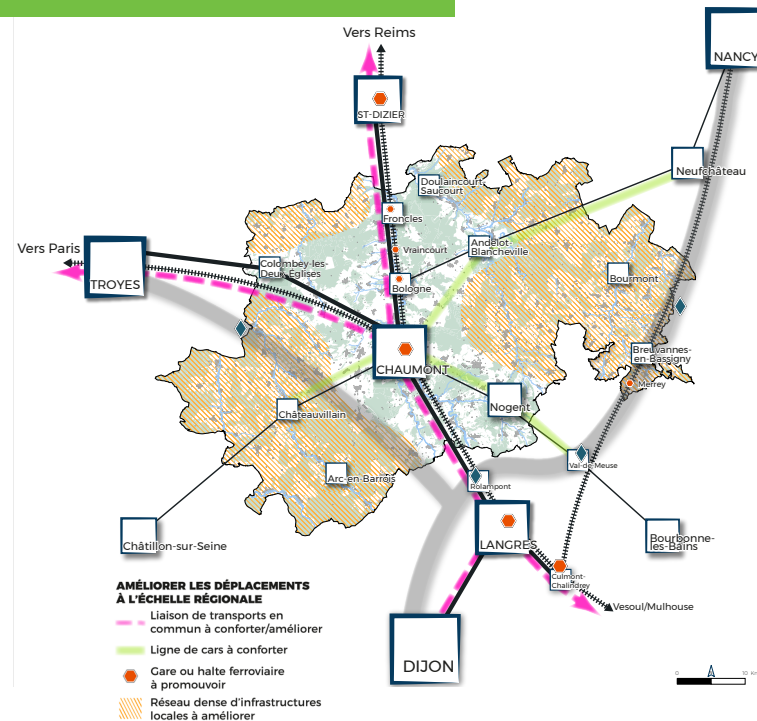 Vers Reims
NANCY
ST-DIZIER
Neufchâteau
Doulaincourt-
Saucourt
Froncles
Vraincourt
Andelot-
Blancheville
Vers Paris
TROYES
Colombey-les-
Deux-Églises
Bologne
Bourmont
CHAUMONT
Breuvannes-
en-Bassigny
Merrey
Nogent
Châteauvillain
Val-de-Meuse
Arc-en-Barrois
Rolampont
Châtillon-sur-Seine
LANGRES
Bourbonne-
les-Bains
Culmont-
Chalindrey
Vesoul/Mulhouse
DIJON
AMÉLIORER LES DÉPLACEMENTS
À L'ÉCHELLE RÉGIONALE
Liaison de transports en
commun à conforter/améliorer
Ligne de cars à conforter
Gare ou halte ferroviaire
à promouvoir
Réseau dense d'infrastructures
locales à améliorer
0 10 Km